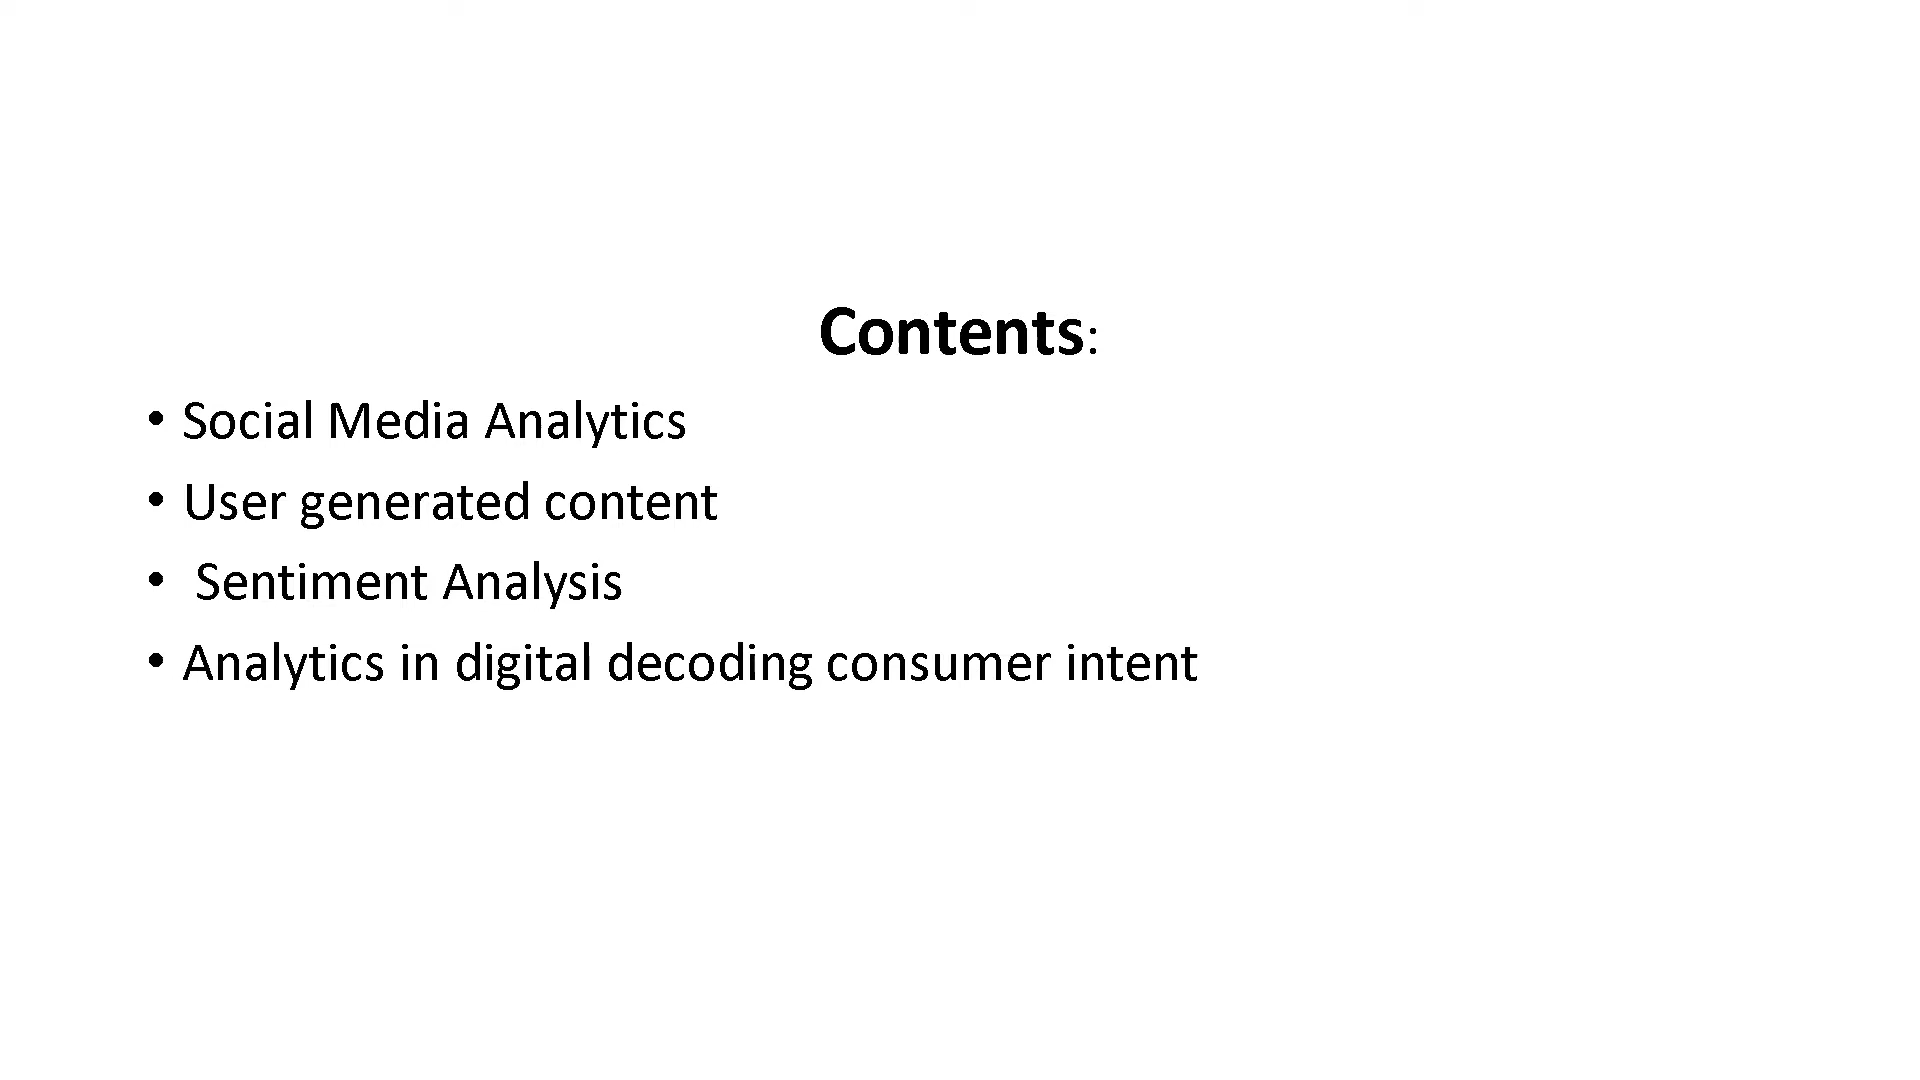 Contents:
• Social Media Analytics
• User generated content
• Sentiment Analysis
• Analytics in digital decoding consumer intent